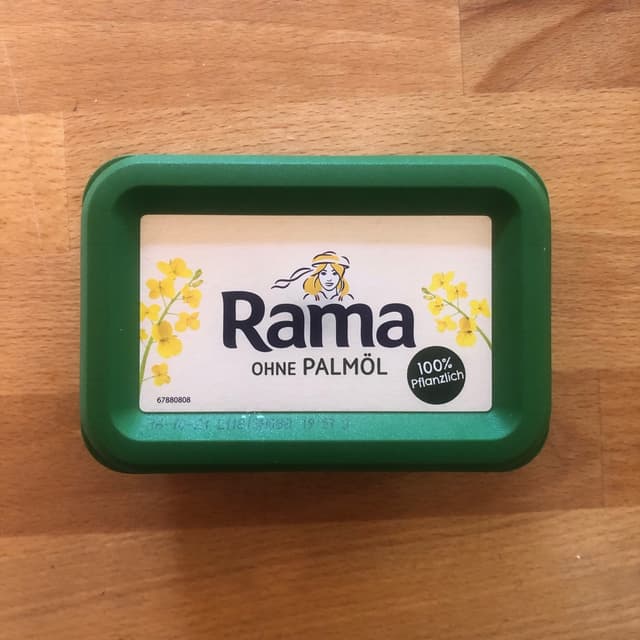 Rama
OHNE PALMÖL
100%
Pflanzlich
67880808